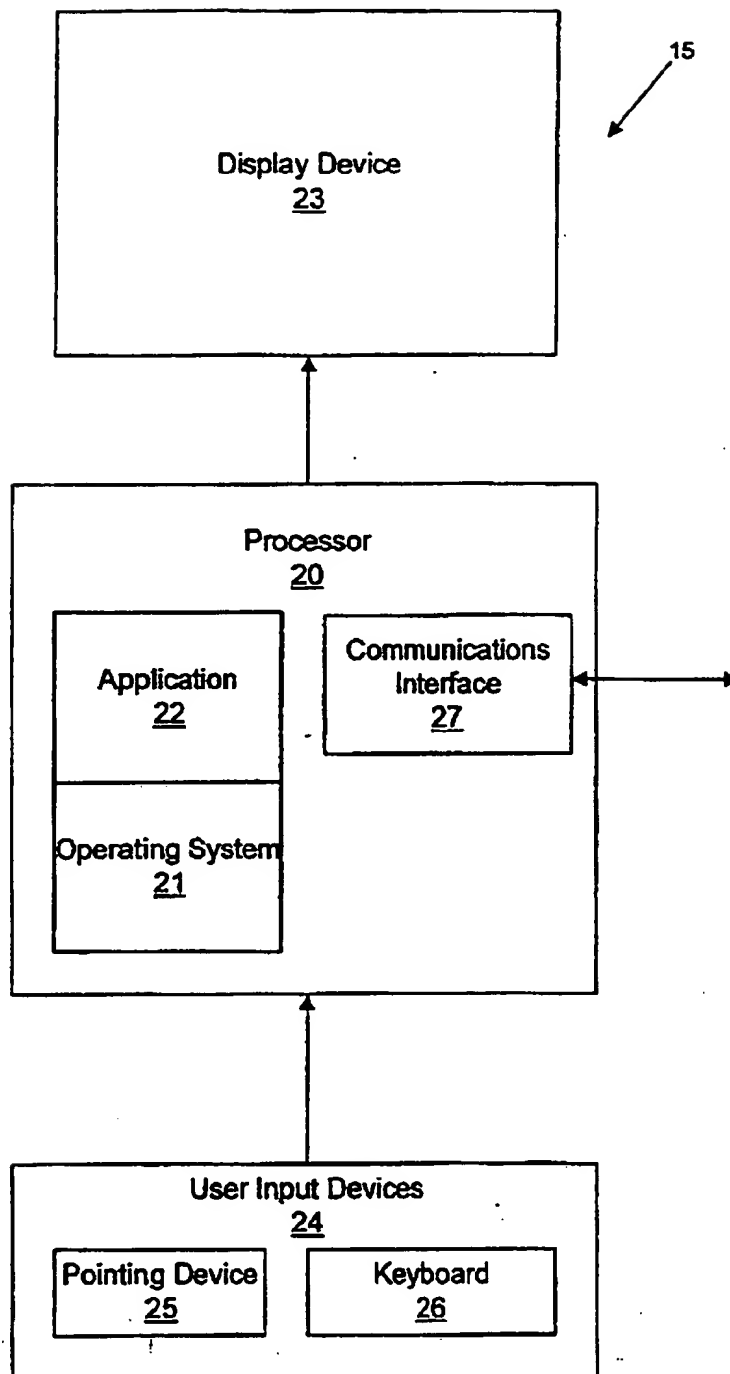 15
Display Device
23
Processor
20
Application
22
Communications
Interface
27
Operating System
21
User Input Devices
24
Pointing Device
25
Keyboard
26